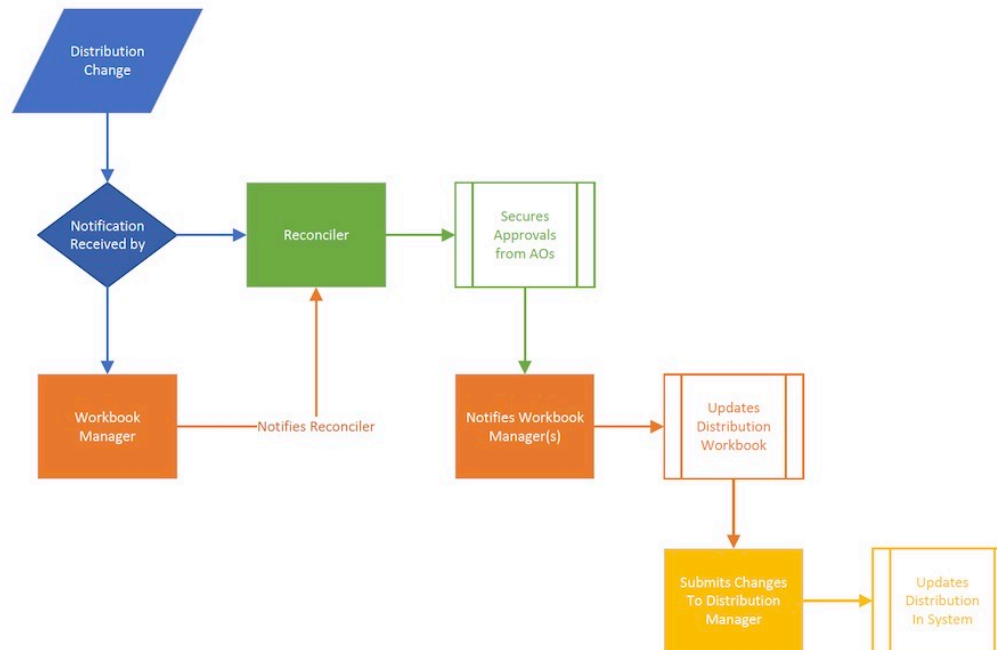 Distribution
Change
Notification
Received by
Reconciler
Secures
Approvals
from AOs
Workbook
Manager
Notifies Reconciler
Notifies Workbook
Manager(s)
Updates
Distribution
Workbook
Submits Changes
To Distribution
Manager
Updates
Distribution
In System